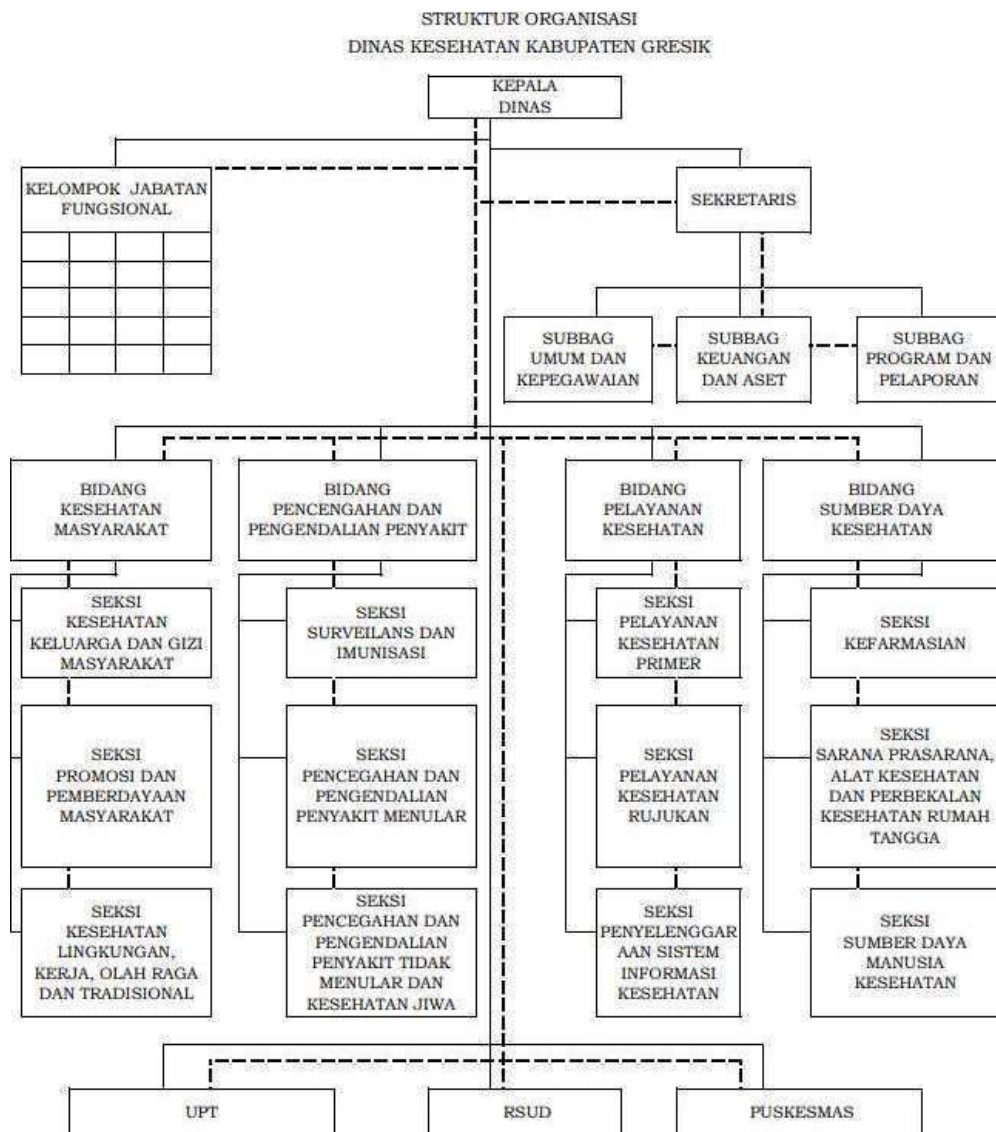 STRUKTUR ORGANISASI
DINAS KESEHATAN KABUPATEN GRESIK
KEPALA
DINAS
KELOMPOK JABATAN
FUNGSIONAL
SEKRETARIS
SUBBAG
UMUM DAN
KEPEGAWAIAN
SUBBAG
KEUANGAN
DAN ASET
SUBBAG
PROGRAM DAN
PELAPORAN
BIDANG
KESEHATAN
MASYARAKAT
BIDANG
PENCENGAHAN DAN
PENGENDALIAN PENYAKIT
BIDANG
PELAYANAN
KESEHATAN
BIDANG
SUMBER DAYA
KESEHATAN
SEKSI
KESEHATAN
KELUARGA DAN GIZI
MASYARAKAT
SEKSI
SURVEILANS DAN
IMUNISASI
SEKSI
PELAYANAN
KESEHATAN
PRIMER
SEKSI
KEFARMASIAN
SEKSI
PROMOSI DAN
PEMBERDAYAAN
MASYARAKAT
SEKSI
PENCEGAHAN DAN
PENGENDALIAN
PENYAKIT MENULAR
SEKSI
PELAYANAN
KESEHATAN
RUJUKAN
SEKSI
SARANA PRASARANA,
ALAT KESEHATAN
DAN PERBEKALAN
KESEHATAN RUMAH
TANGGA
SEKSI
KESEHATAN
LINGKUNGAN,
KERJA, OLAH RAGA
DAN TRADISIONAL
SEKSI
PENCEGAHAN DAN
PENGENDALIAN
PENYAKIT TIDAK
MENULAR DAN
KESEHATAN JIWA
SEKSI
PENYELENGGAR
AAN SISTEM
INFORMASI
KESEHATAN
SEKSI
SUMBER DAYA
MANUSIA
KESEHATAN
UPT
RSUD
PUSKESMAS